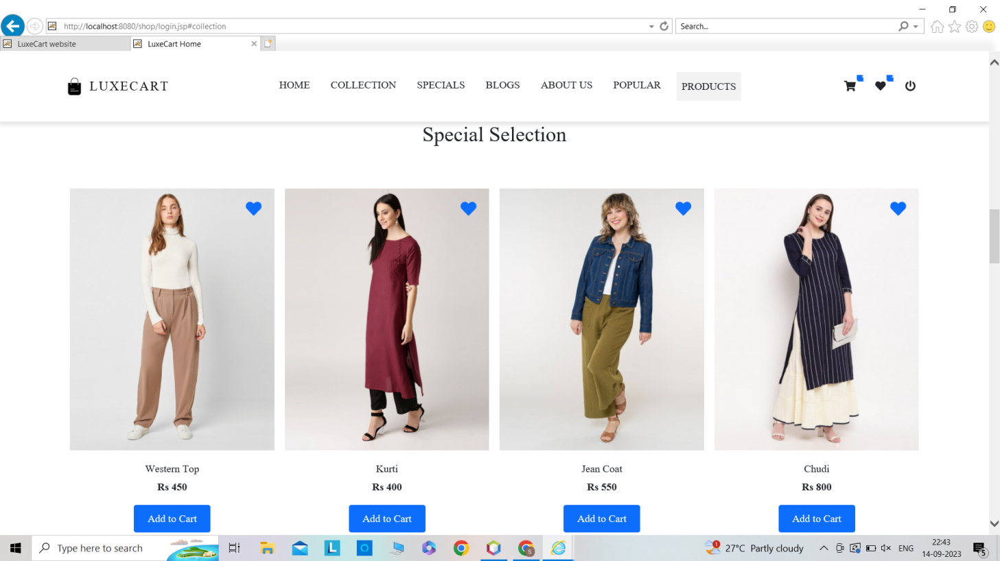 http://localhost:8080/shop/login.jsp#collection
Search...
LuxeCart website
LuxeCart Home
LUXECART
HOME
COLLECTION
SPECIALS
BLOGS
ABOUT US
POPULAR
PRODUCTS
Special Selection
Western Top
Kurti
Jean Coat
Chudi
Rs 450
Rs 400
Rs 550
Rs 800
Add to Cart
Add to Cart
Add to Cart
Add to Cart
Type here to search
L
S
1
27°C Partly cloudy
ENG
22:43
14-09-2023
5